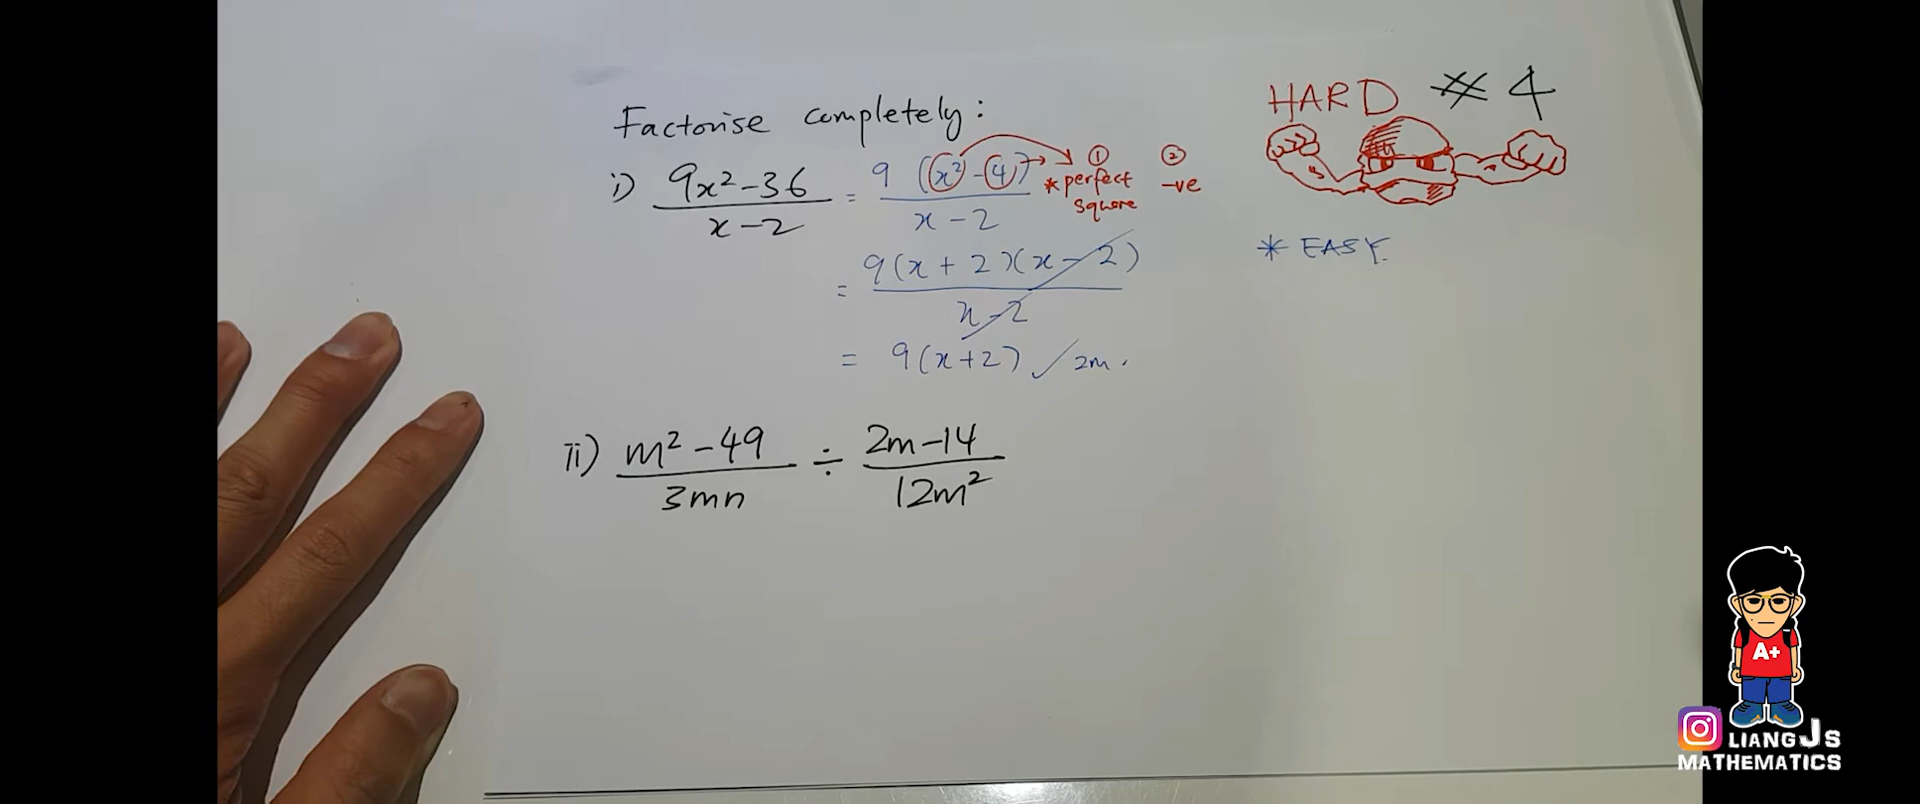 HARD # 4
Factorise completely:
i) 9x²-36 / x-2 = 9 (x²-4) / x-2 → ① * perfect square ② -ve
* EASY.
= 9(x+2)(x-2) / x-2
= 9(x+2) ✓ 2m.
ii) m²-49 / 3mn ÷ 2m-14 / 12m²
A+
LIANGJS
MATHEMATICS